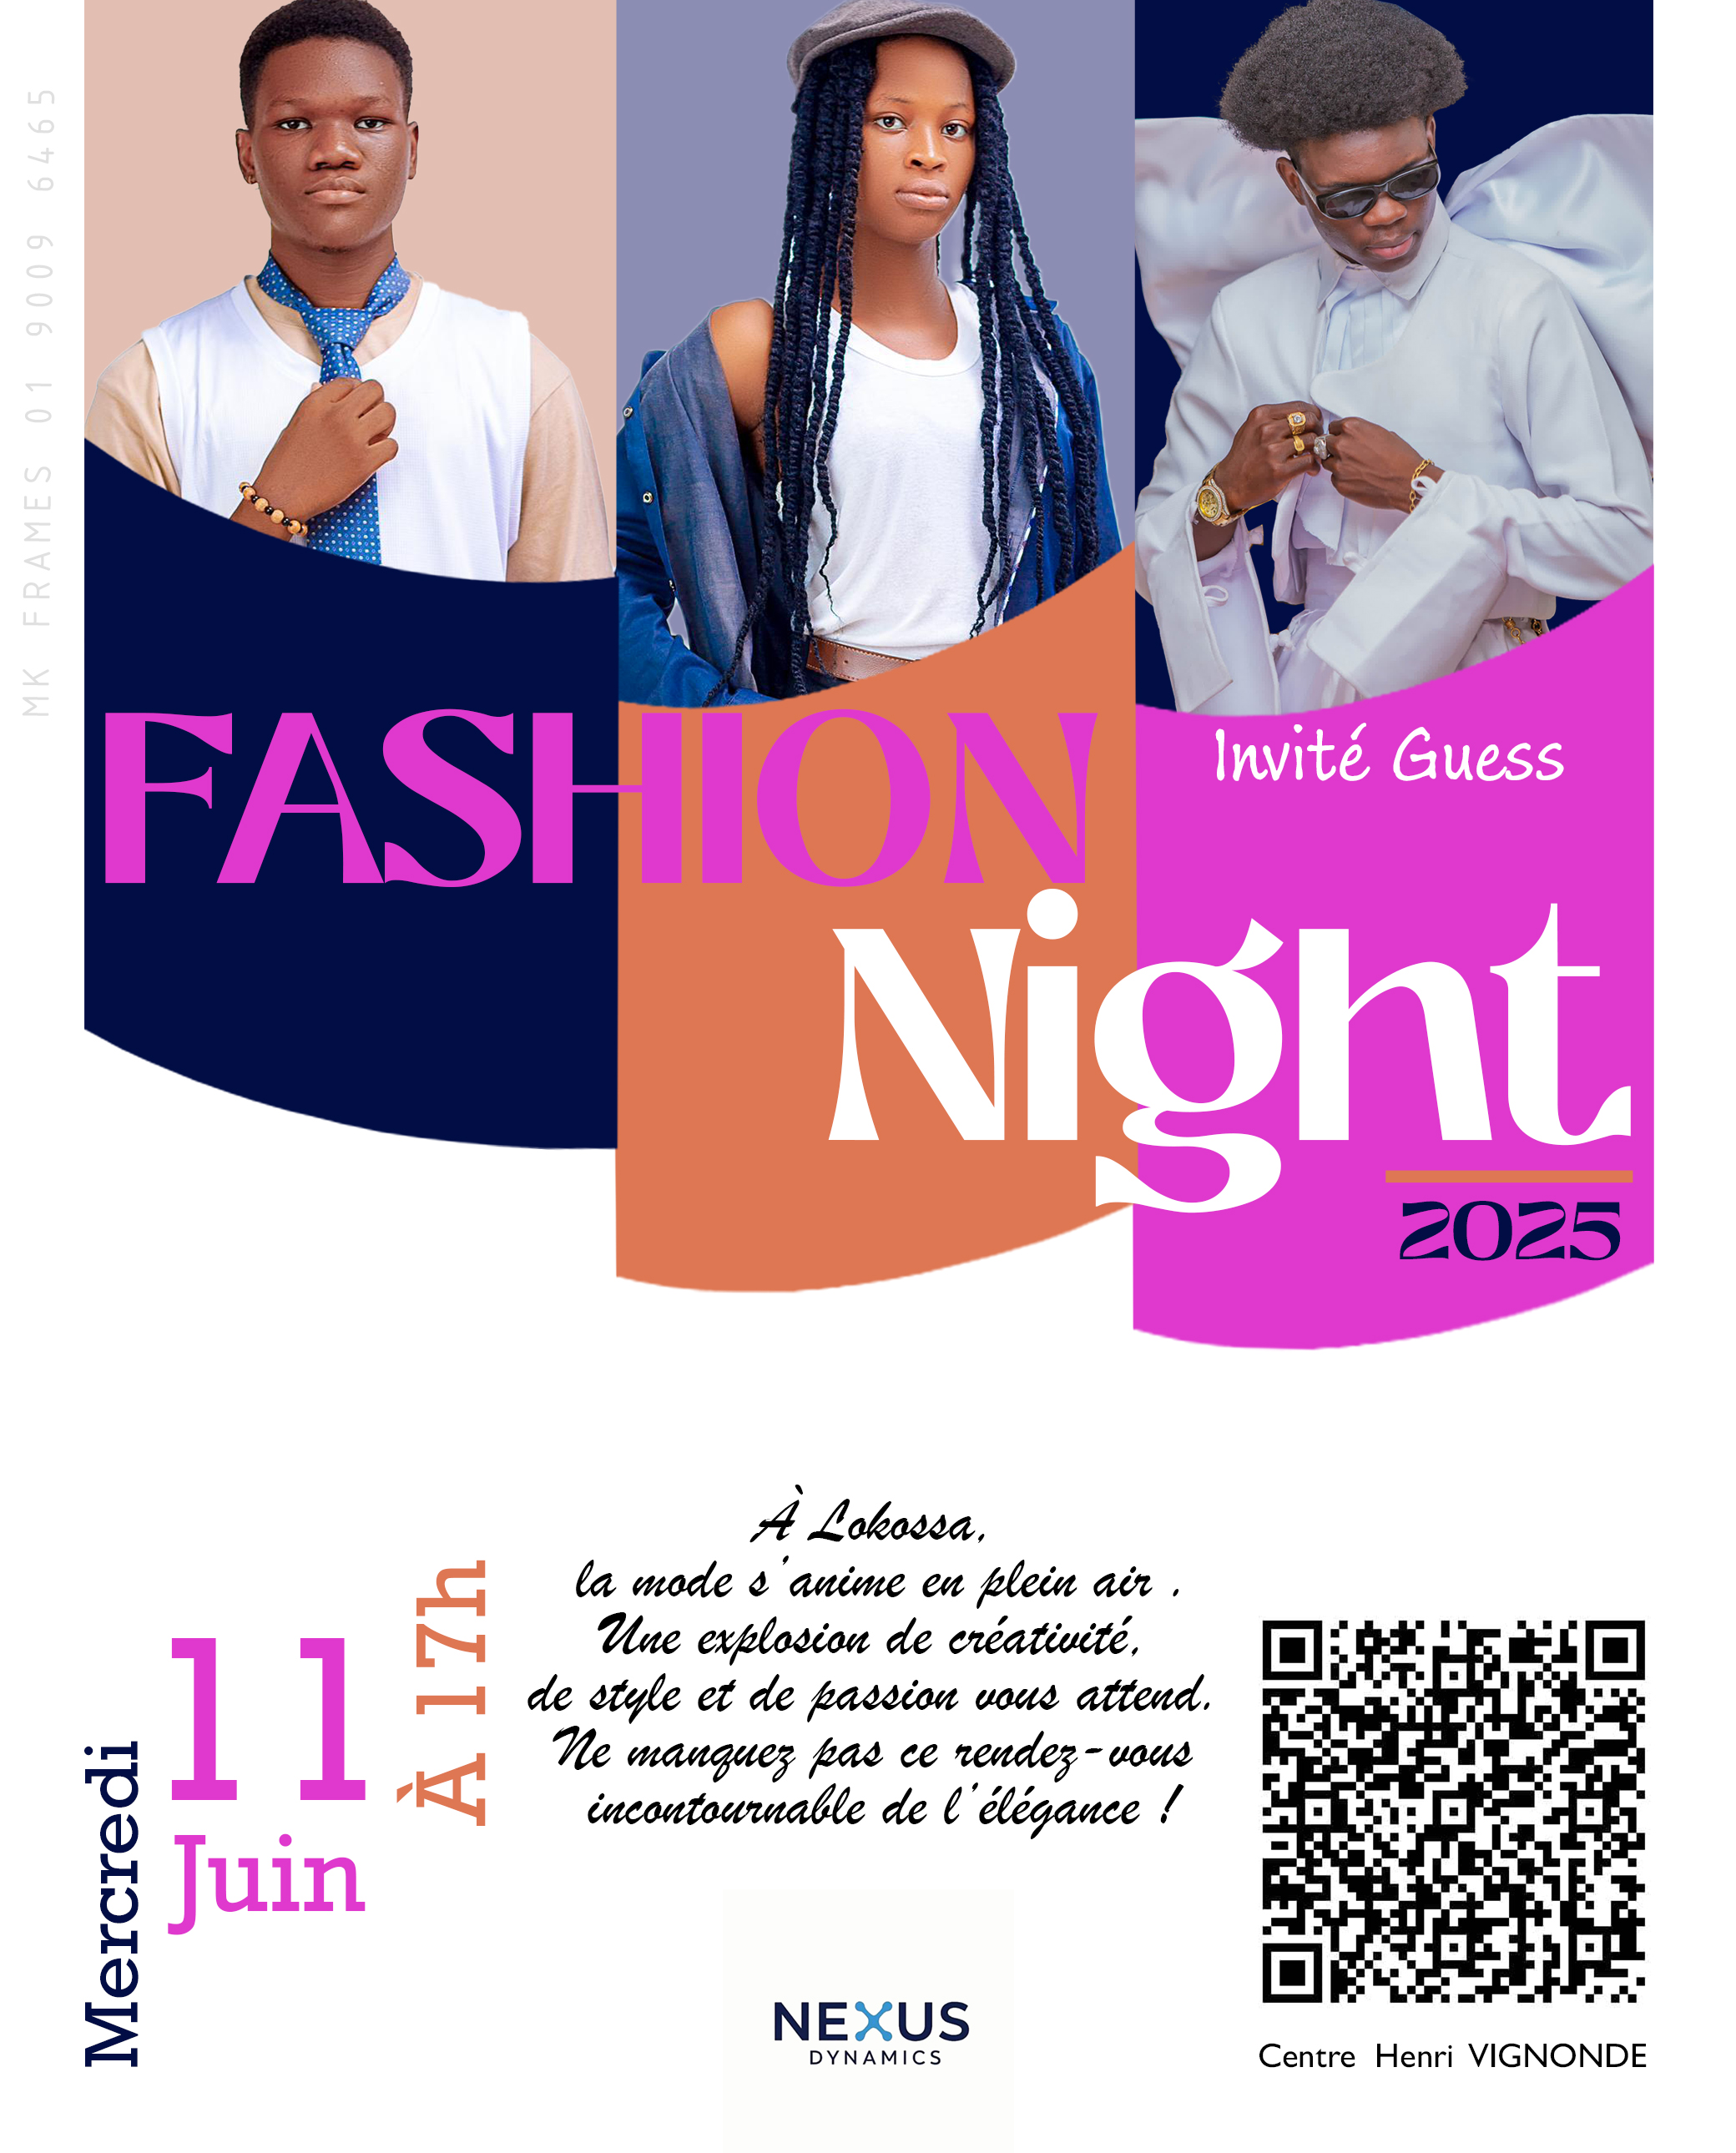 MK FRAMES 01 9009 6465
FASHION
Invité Guess
Night
2025
Mercredi
11
Juin
À 17h
À Lokossa,
la mode s'anime en plein air .
Une explosion de créativité,
de style et de passion vous attend.
Ne manquez pas ce rendez-vous
incontournable de l'élégance !
NEXUS
DYNAMICS
Centre Henri VIGNONDE